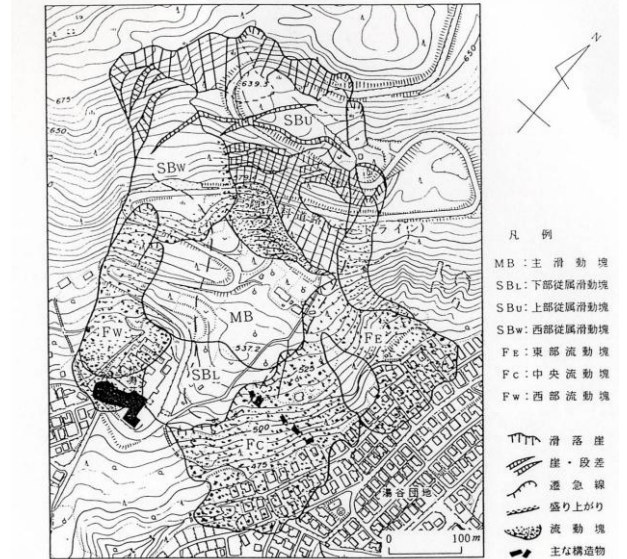 N
639.5
650
675
650
SBU
SBW
ライン)
MB
FW
FE
537.2
SBL
525
500
FC
475
湯谷団地
0 100m
凡 例
MB:主滑動塊
SBL:下部従属滑動塊
SBU:上部従属滑動塊
SBW:西部従属滑動塊
FE:東部流動塊
FC:中央流動塊
FW:西部流動塊
滑落崖
崖・段差
遷急線
盛り上がり
流動塊
主な構造物